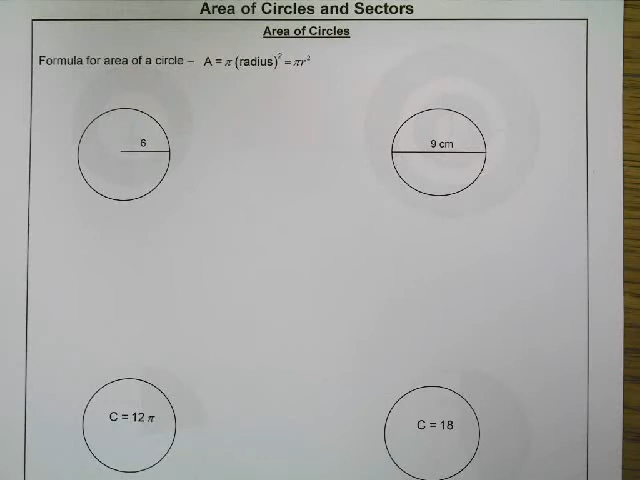 Area of Circles and Sectors
Area of Circles
Formula for area of a circle – A = π (radius)² = πr²
6
9 cm
C = 12 π
C = 18